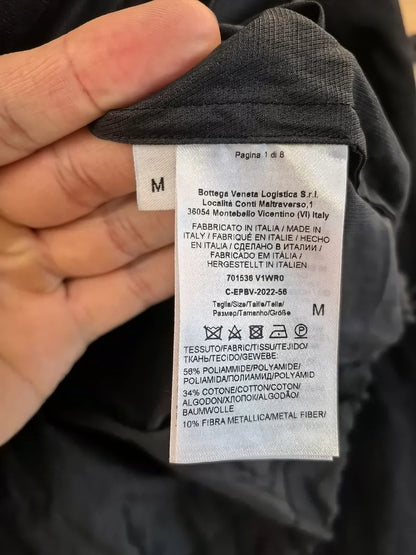 Pagina 1 di 8
M
Bottega Veneta Logistica S.r.l.
Località Conti Maltraverso,1
36054 Montebello Vicentino (VI) Italy
FABBRICATO IN ITALIA / MADE IN
ITALY / FABRIQUÉ EN ITALIE / HECHO
EN ITALIA / СДЕЛАНО В ИТАЛИИ /
FABRICADO EM ITÁLIA /
HERGESTELLT IN ITALIEN
701536 V1WR0
C-EPBV-2022-56
Taglia/Size/Taille/Talla/
Размер/Tamanho/Größe M
TESSUTO/FABRIC/TISSU/TEJIDO/
ТКАНЬ/TECIDO/GEWEBE:
56% POLIAMMIDE/POLYAMIDE/
POLIAMIDA/ПОЛИАМИД/POLYAMID
34% COTONE/COTTON/COTON/
ALGODON/ХЛОПОК/ALGODAO/
BAUMWOLLE
10% FIBRA METALLICA/METAL FIBER/